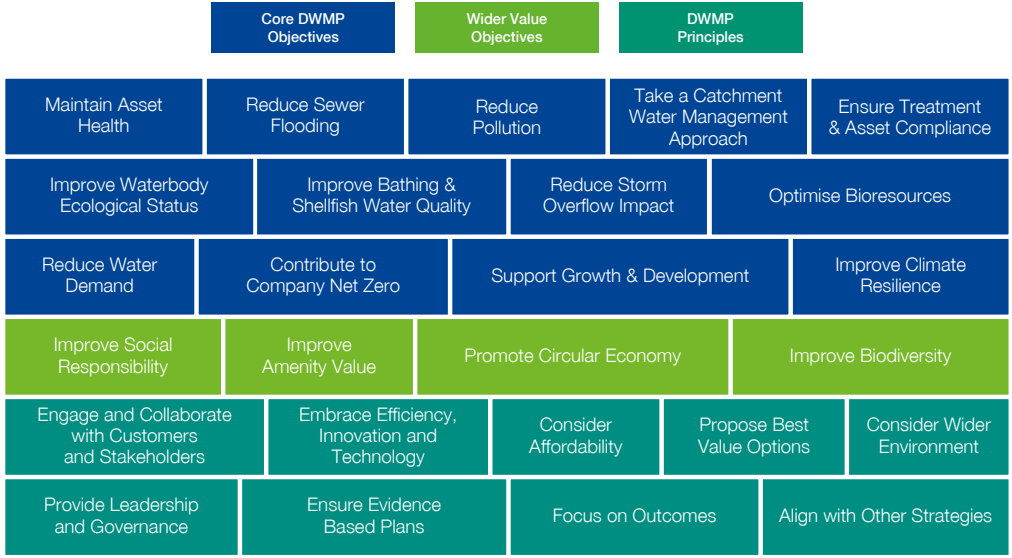 Core DWMP
Objectives
Wider Value
Objectives
DWMP
Principles
Maintain Asset
Health
Reduce Sewer
Flooding
Reduce
Pollution
Take a Catchment
Water Management
Approach
Ensure Treatment
& Asset Compliance
Improve Waterbody
Ecological Status
Improve Bathing &
Shellfish Water Quality
Reduce Storm
Overflow Impact
Optimise Bioresources
Reduce Water
Demand
Contribute to
Company Net Zero
Support Growth & Development
Improve Climate
Resilience
Improve Social
Responsibility
Improve
Amenity Value
Promote Circular Economy
Improve Biodiversity
Engage and Collaborate
with Customers
and Stakeholders
Embrace Efficiency,
Innovation and
Technology
Consider
Affordability
Propose Best
Value Options
Consider Wider
Environment
Provide Leadership
and Governance
Ensure Evidence
Based Plans
Focus on Outcomes
Align with Other Strategies